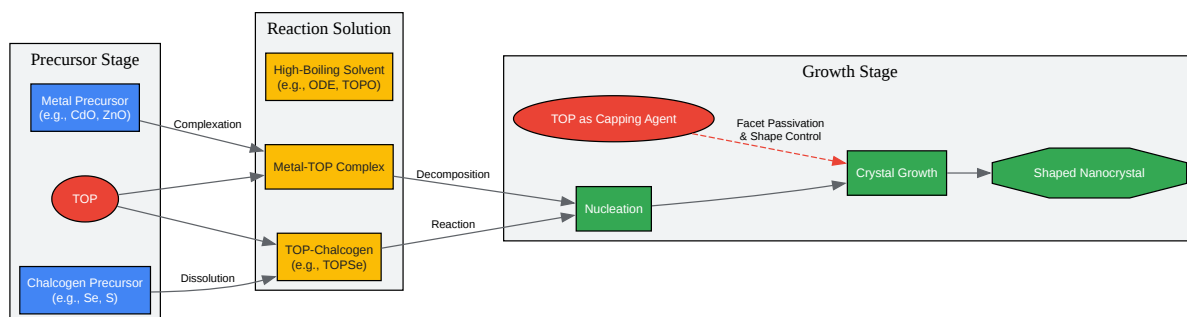 Precursor Stage
Metal Precursor
(e.g., CdO, ZnO)
TOP
Chalcogen Precursor
(e.g., Se, S)
Complexation
Dissolution
Reaction Solution
High-Boiling Solvent
(e.g., ODE, TOPO)
Metal-TOP Complex
TOP-Chalcogen
(e.g., TOPSe)
Decomposition
Reaction
Growth Stage
TOP as Capping Agent
Facet Passivation
& Shape Control
Nucleation
Crystal Growth
Shaped Nanocrystal